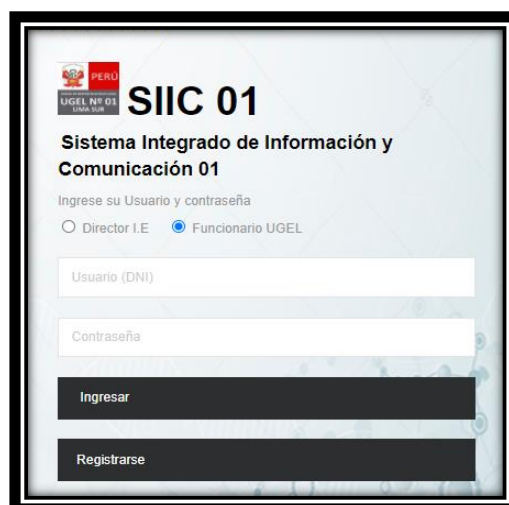 PERÚ
UGEL Nº 01
LIMA SUR
SIIC 01
Sistema Integrado de Información y
Comunicación 01
Ingrese su Usuario y contraseña
Director I.E Funcionario UGEL
Usuario (DNI)
Contraseña
Ingresar
Registrarse